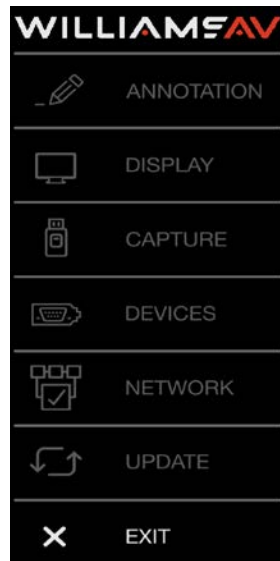 WILLIAMSAV
ANNOTATION
DISPLAY
CAPTURE
DEVICES
NETWORK
UPDATE
EXIT